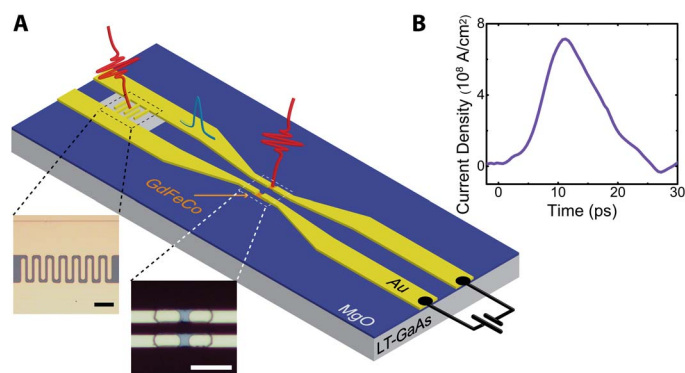 A
B
GdFeCo
Au
MgO
LT-GaAs
Current Density (10⁸ A/cm²)
8
4
0
0
10
20
30
Time (ps)